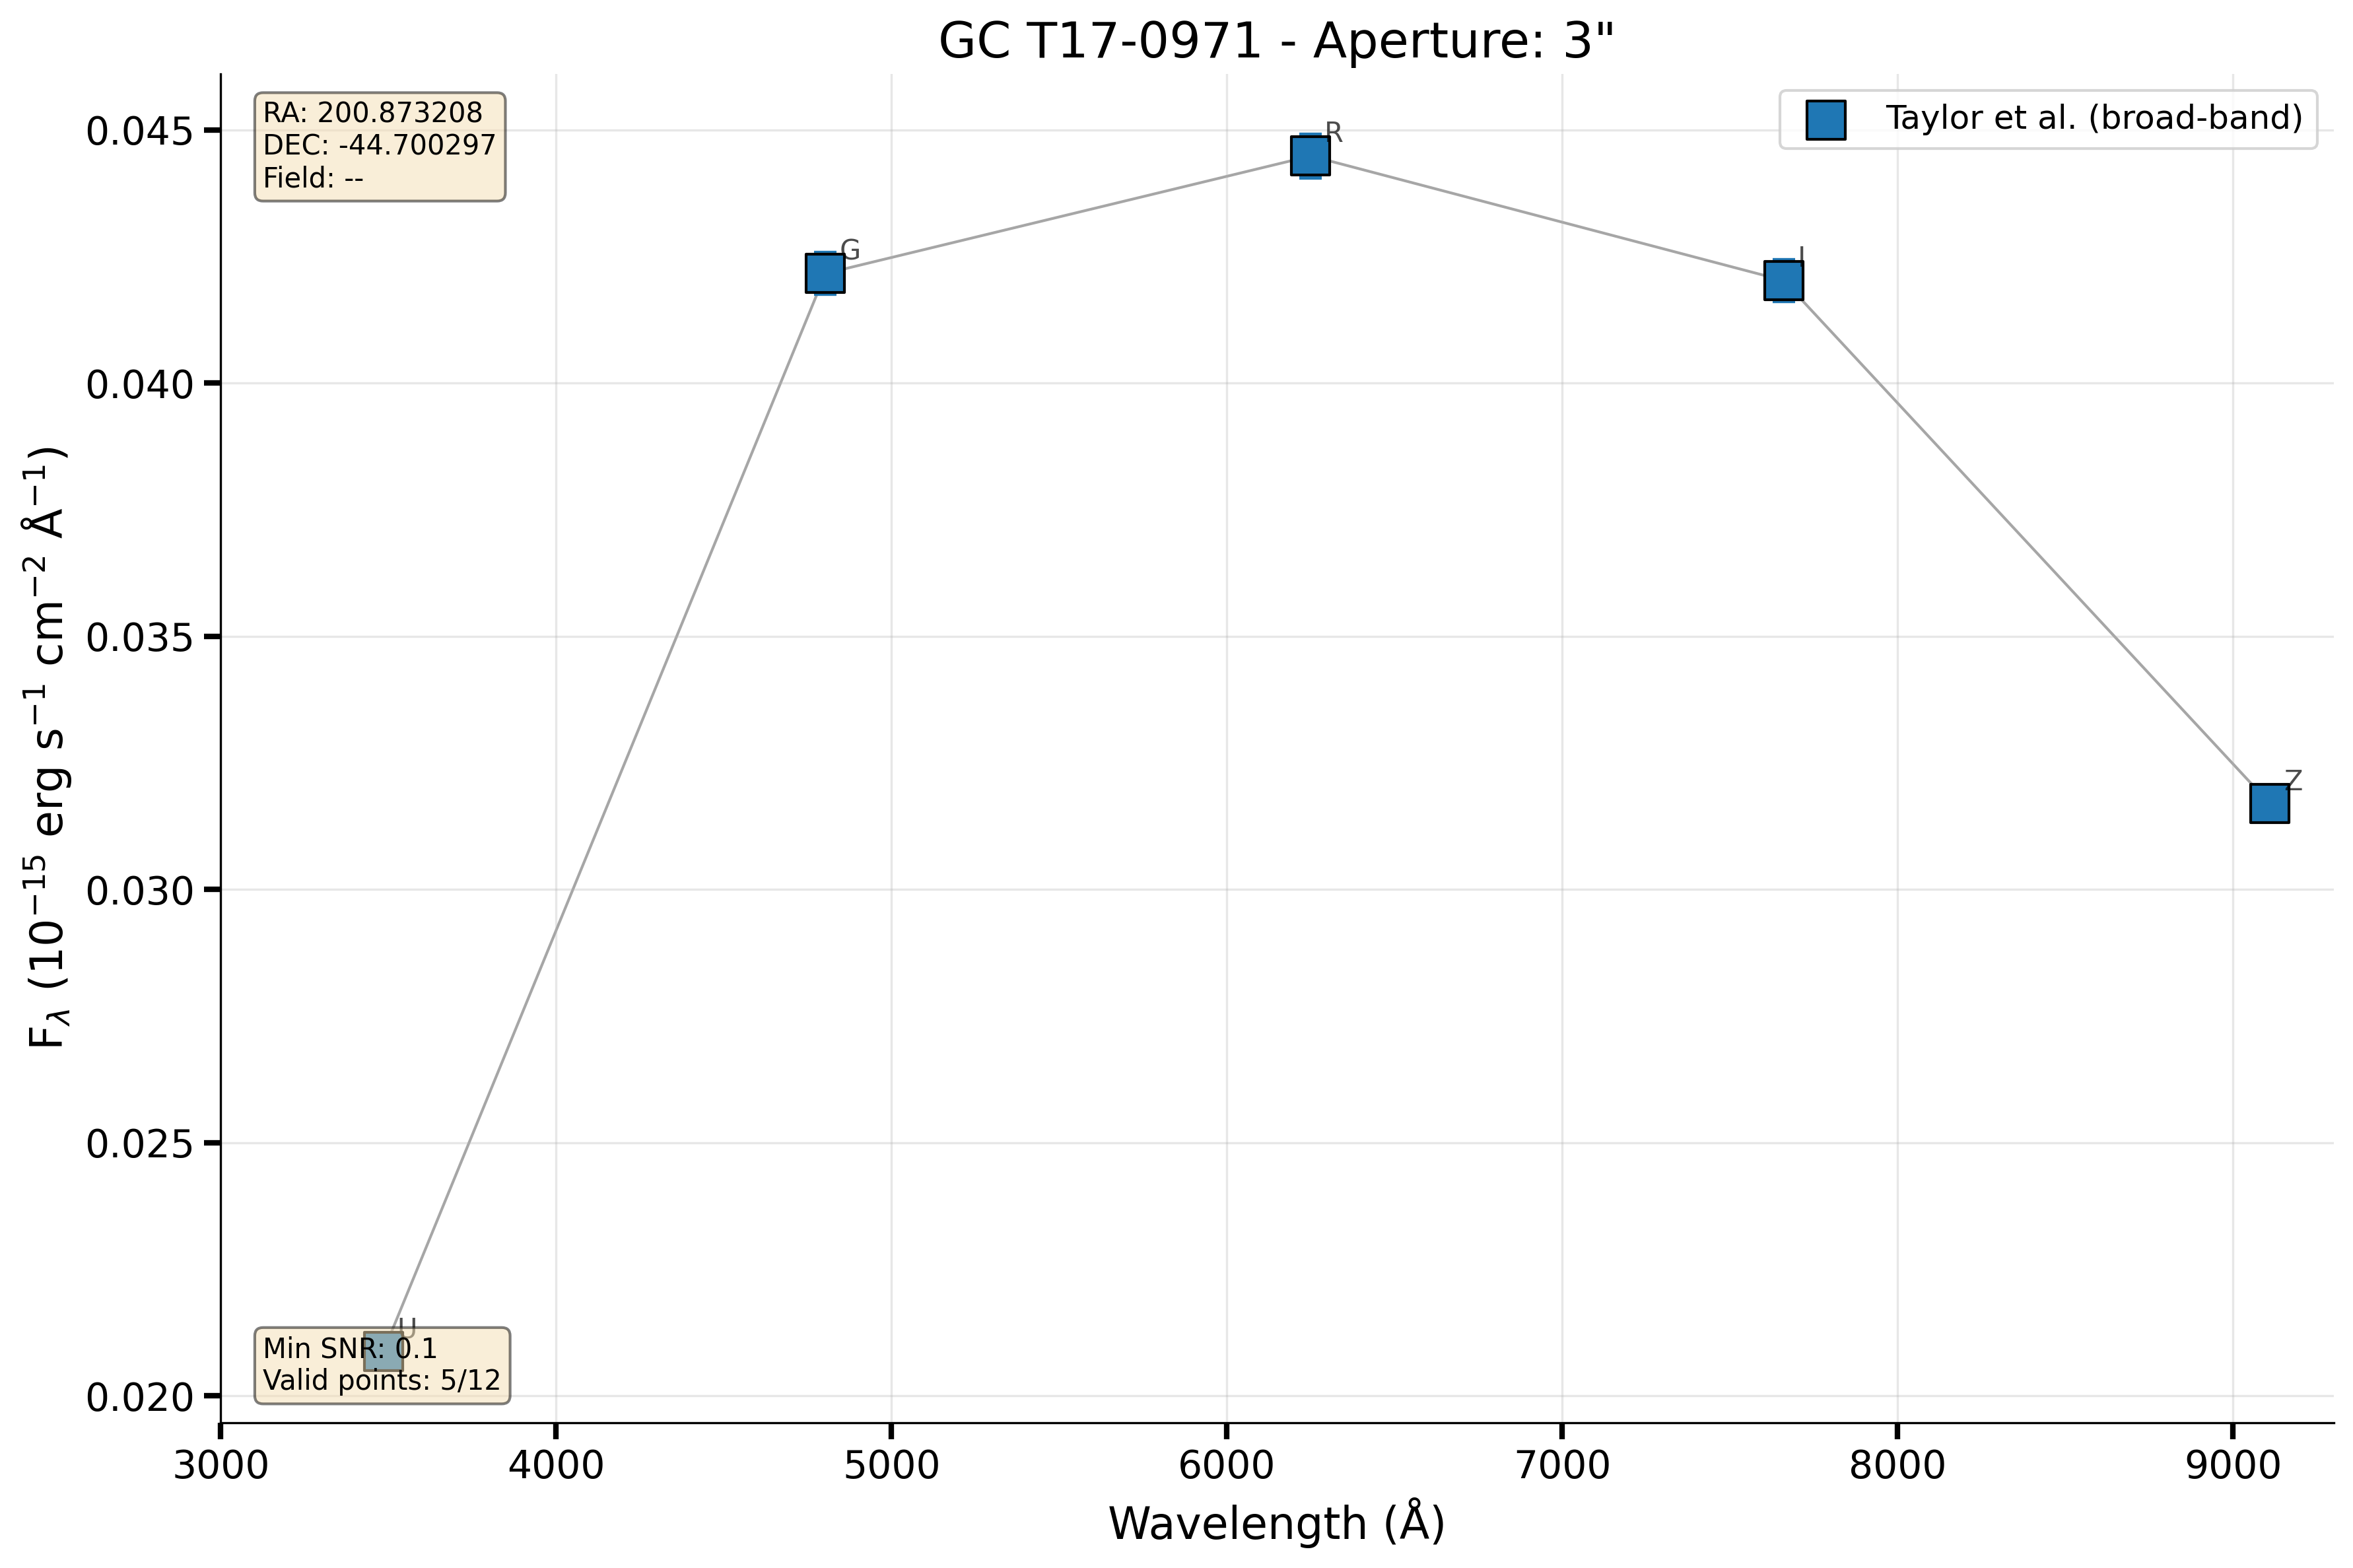 GC T17-0971 - Aperture: 3"
RA: 200.873208
DEC: -44.700297
Field: --
Taylor et al. (broad-band)
R
G
I
Z
U
Min SNR: 0.1
Valid points: 5/12
F_λ (10⁻¹⁵ erg s⁻¹ cm⁻² Å⁻¹)
0.045
0.040
0.035
0.030
0.025
0.020
3000 4000 5000 6000 7000 8000 9000
Wavelength (Å)